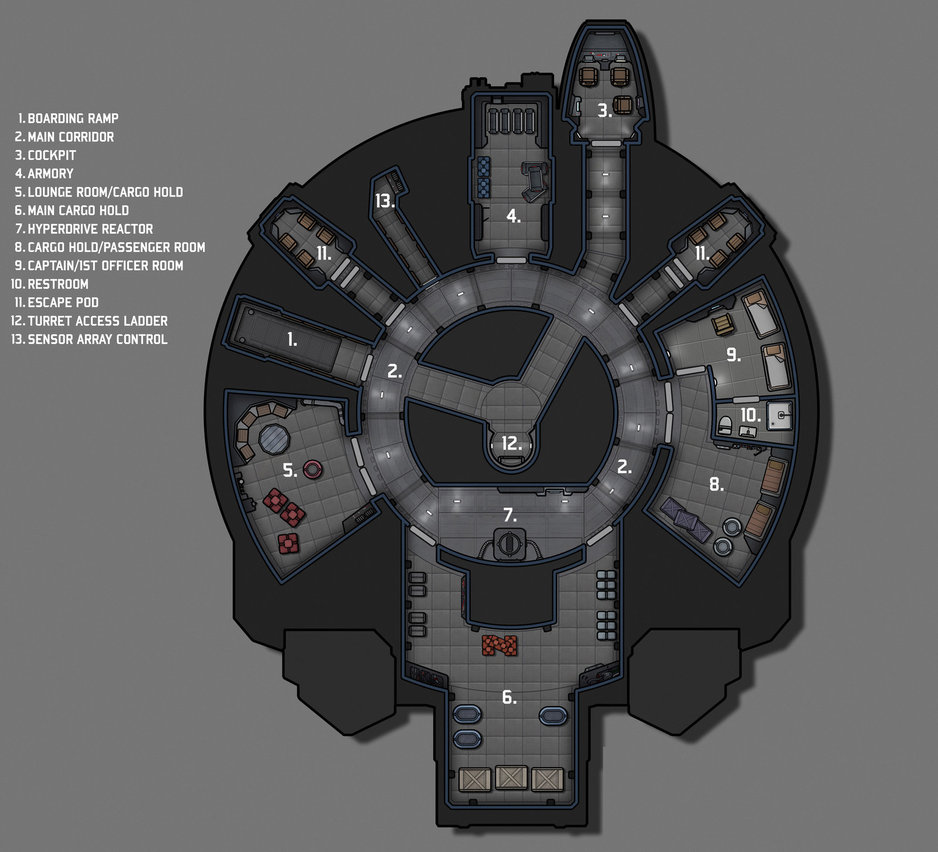 1. BOARDING RAMP
2. MAIN CORRIDOR
3. COCKPIT
4. ARMORY
5. LOUNGE ROOM/CARGO HOLD
6. MAIN CARGO HOLD
7. HYPERDRIVE REACTOR
8. CARGO HOLD/PASSENGER ROOM
9. CAPTAIN/1ST OFFICER ROOM
10. RESTROOM
11. ESCAPE POD
12. TURRET ACCESS LADDER
13. SENSOR ARRAY CONTROL
3.
13.
4.
11.
11.
1.
2.
9.
10.
12.
5.
2.
8.
7.
6.